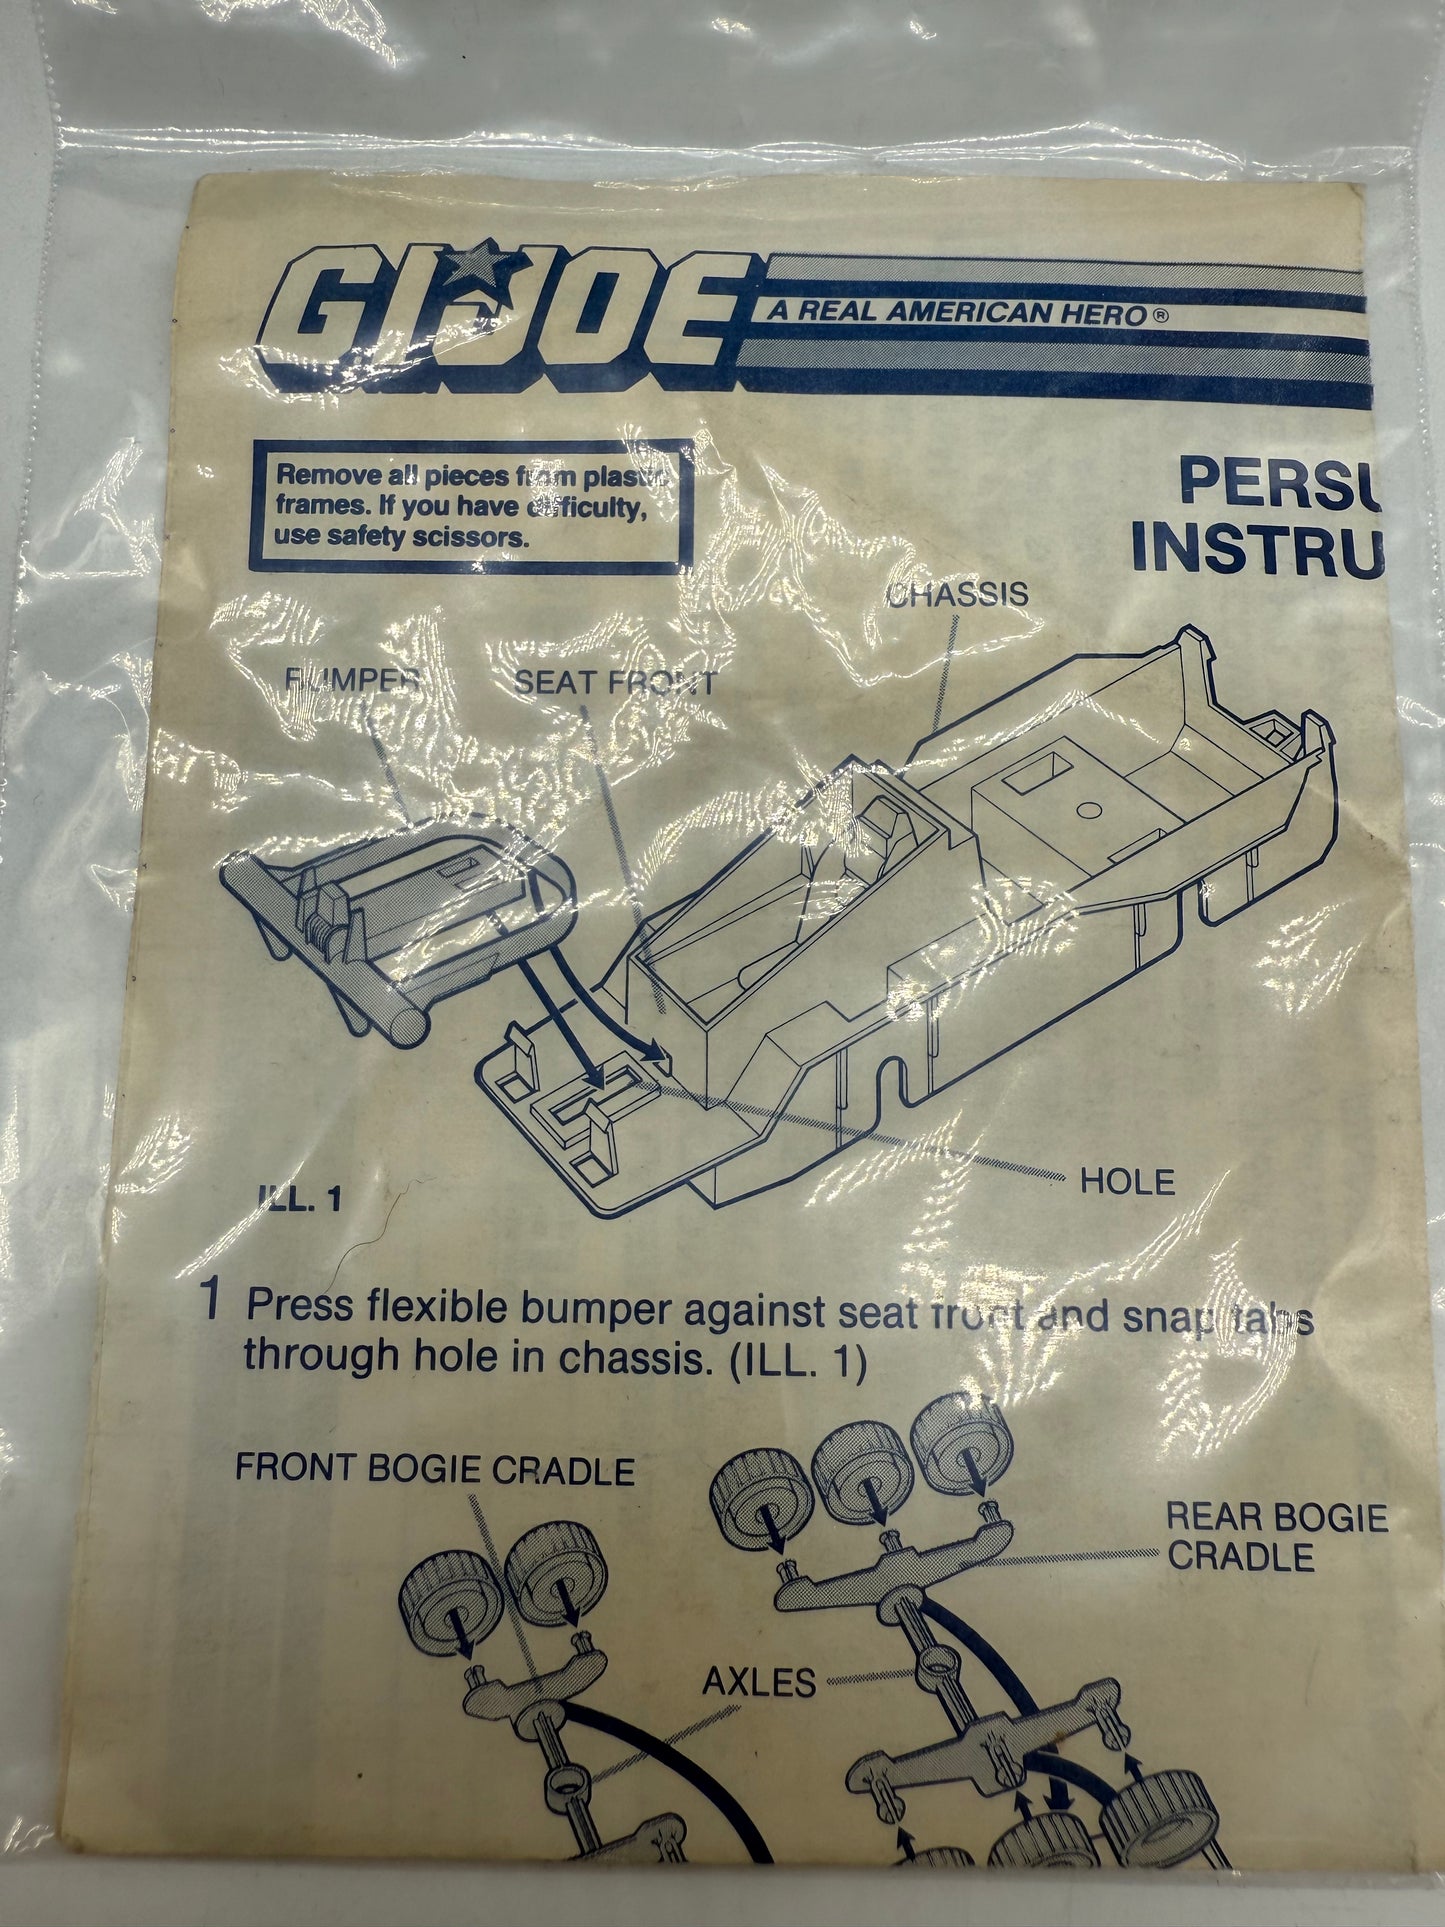 GI JOE
A REAL AMERICAN HERO®
Remove all pieces from plastic
frames. If you have difficulty,
use safety scissors.
PERSU
INSTRU
CHASSIS
BUMPER
SEAT FRONT
HOLE
ILL. 1
1 Press flexible bumper against seat front and snap tabs
through hole in chassis. (ILL. 1)
FRONT BOGIE CRADLE
REAR BOGIE
CRADLE
AXLES